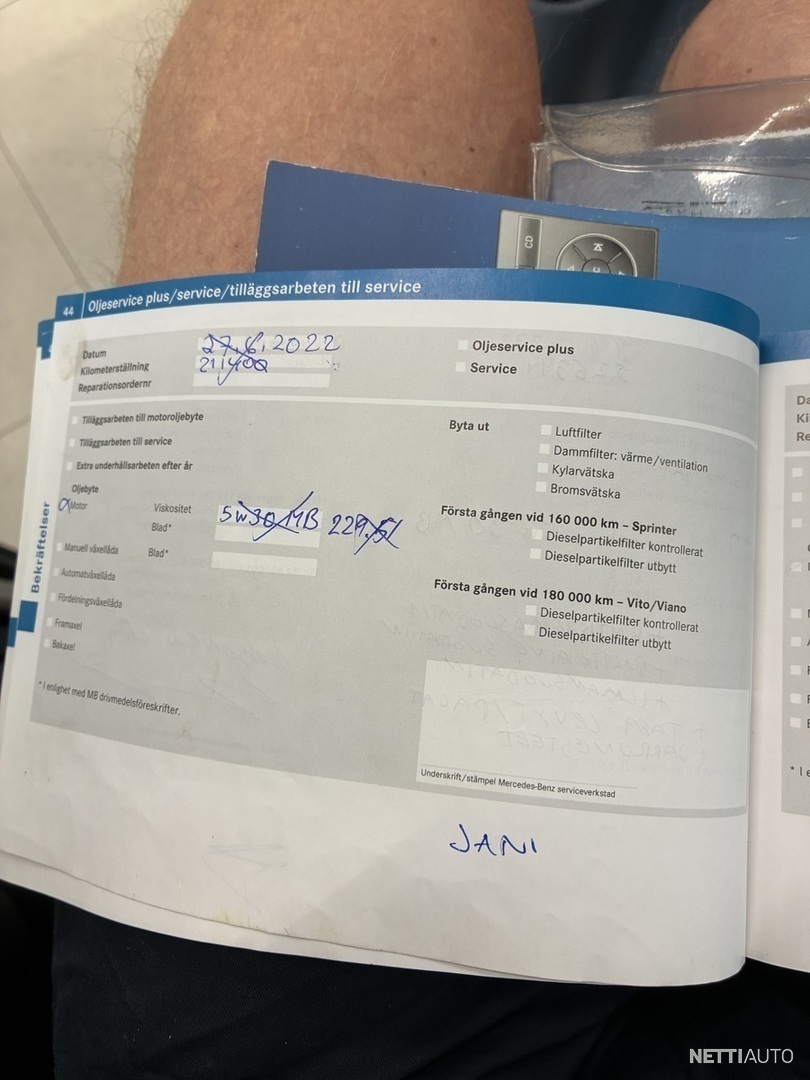 CD
44 Oljeservice plus/service/tilläggsarbeten till service
Datum 27.6.2022
Kilometerställning 211400
Reparationsordernr
Oljeservice plus
Service
Tilläggsarbeten till motoroljebyte
Tilläggsarbeten till service
Extra underhållsarbeten efter år
Oljebyte
Motor Viskositet 5W30 MB 229.51
Blad*
Manuell växellåda Blad*
Automatväxellåda
Fördelningsväxellåda
Framaxel
Bakaxel
* I enlighet med MB drivmedelsföreskrifter.
Byta ut
Luftfilter
Dammfilter: värme/ventilation
Kylarvätska
Bromsvätska
Första gången vid 160 000 km – Sprinter
Dieselpartikelfilter kontrollerat
Dieselpartikelfilter utbytt
Första gången vid 180 000 km – Vito/Viano
Dieselpartikelfilter kontrollerat
Dieselpartikelfilter utbytt
Underskrift/stämpel Mercedes-Benz serviceverkstad
JANI
Bekräftelser
Da
Ki
Re
* I e
NETTIAUTO